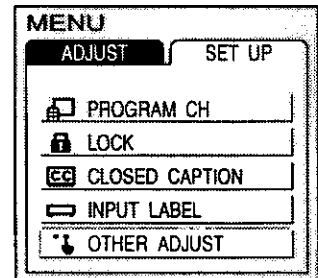 MENU
ADJUST SET UP
PROGRAM CH
LOCK
CC CLOSED CAPTION
INPUT LABEL
OTHER ADJUST